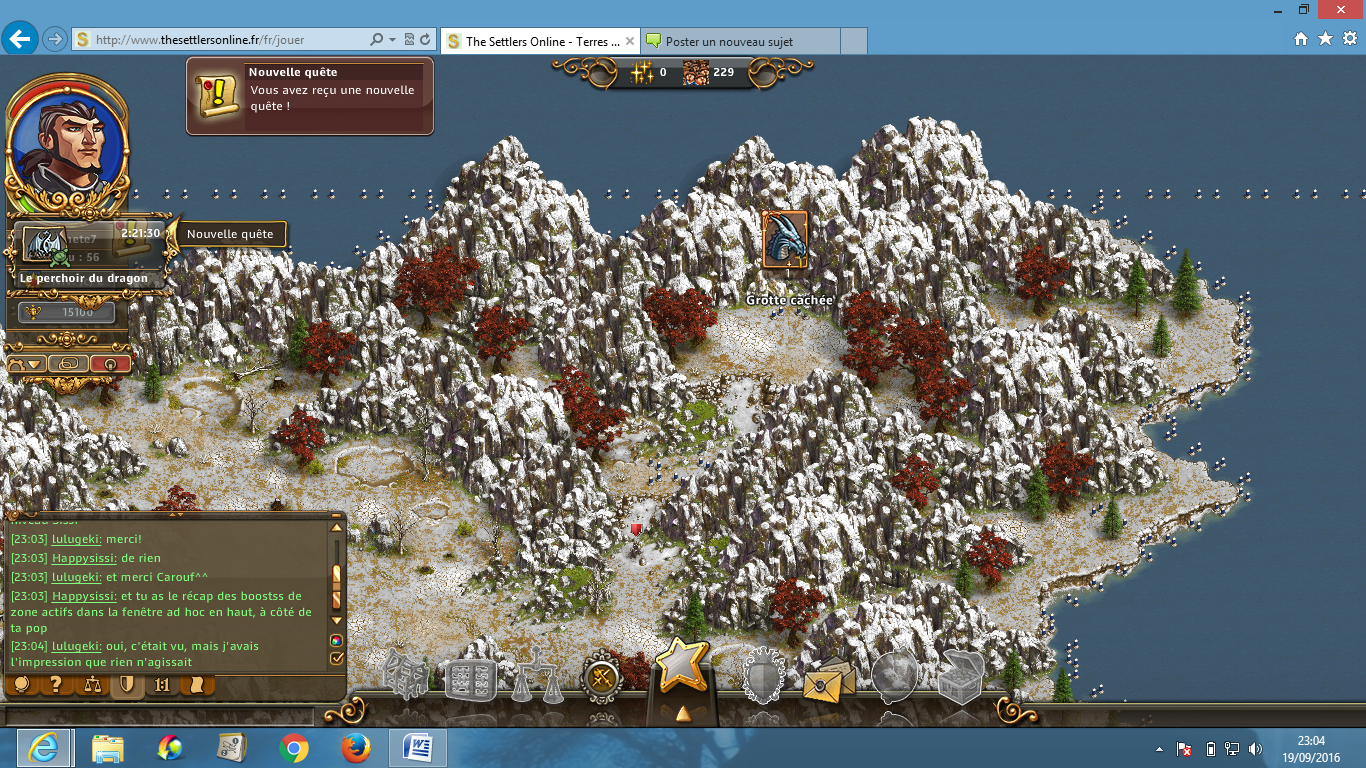 http://www.thesettlersonline.fr/fr/jouer
The Settlers Online - Terres ...
Poster un nouveau sujet
Nouvelle quête
Vous avez reçu une nouvelle
quête !
0
229
2:21:30
Nouvelle quête
: 56
Le perchoir du dragon
15100
1
Grotte cachée
[23:03] lulugeki: merci!
[23:03] Happysissi: de rien
[23:03] lulugeki: et merci Carouf^^
[23:03] Happysissi: et tu as le récap des boostss de
zone actifs dans la fenêtre ad hoc en haut, à côté de
ta pop
[23:04] lulugeki: oui, c'était vu, mais j'avais
l'impression que rien n'agissait
1:1
23:04
19/09/2016